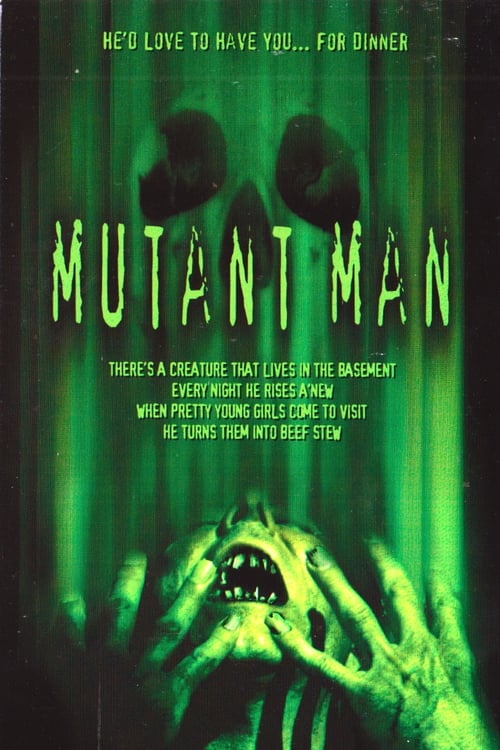 HE'D LOVE TO HAVE YOU... FOR DINNER
MUTANT MAN
THERE'S A CREATURE THAT LIVES IN THE BASEMENT
EVERY NIGHT HE RISES A'NEW
WHEN PRETTY YOUNG GIRLS COME TO VISIT
HE TURNS THEM INTO BEEF STEW